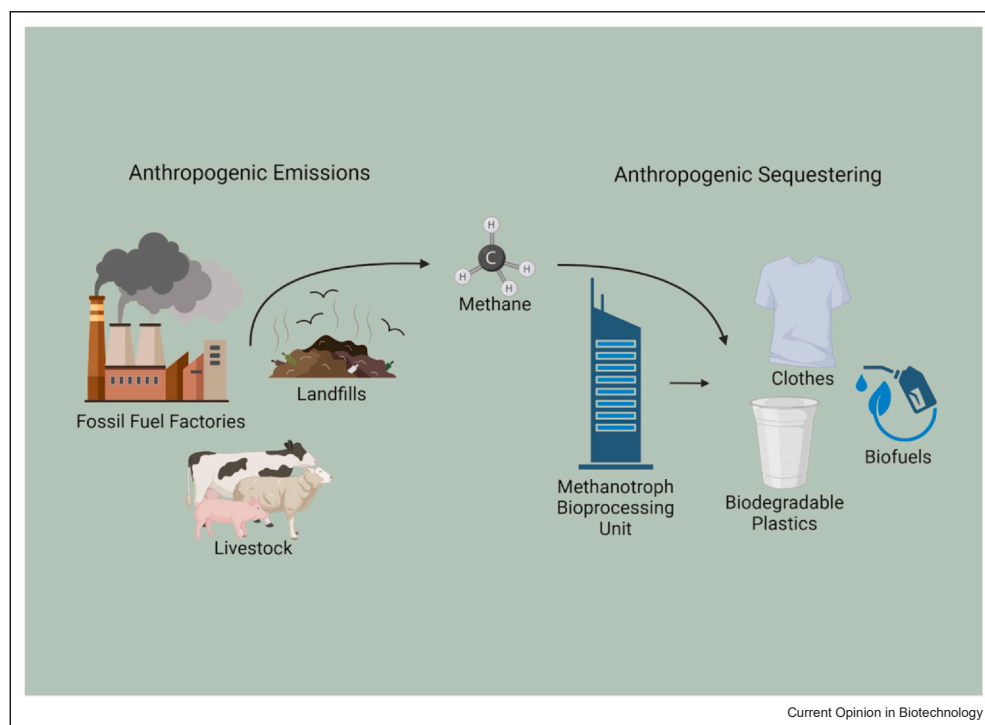 Anthropogenic Emissions
Anthropogenic Sequestering
H
C
H
H
H
Methane
Landfills
Fossil Fuel Factories
Livestock
Methanotroph
Bioprocessing
Unit
Clothes
Biofuels
Biodegradable
Plastics
Current Opinion in Biotechnology